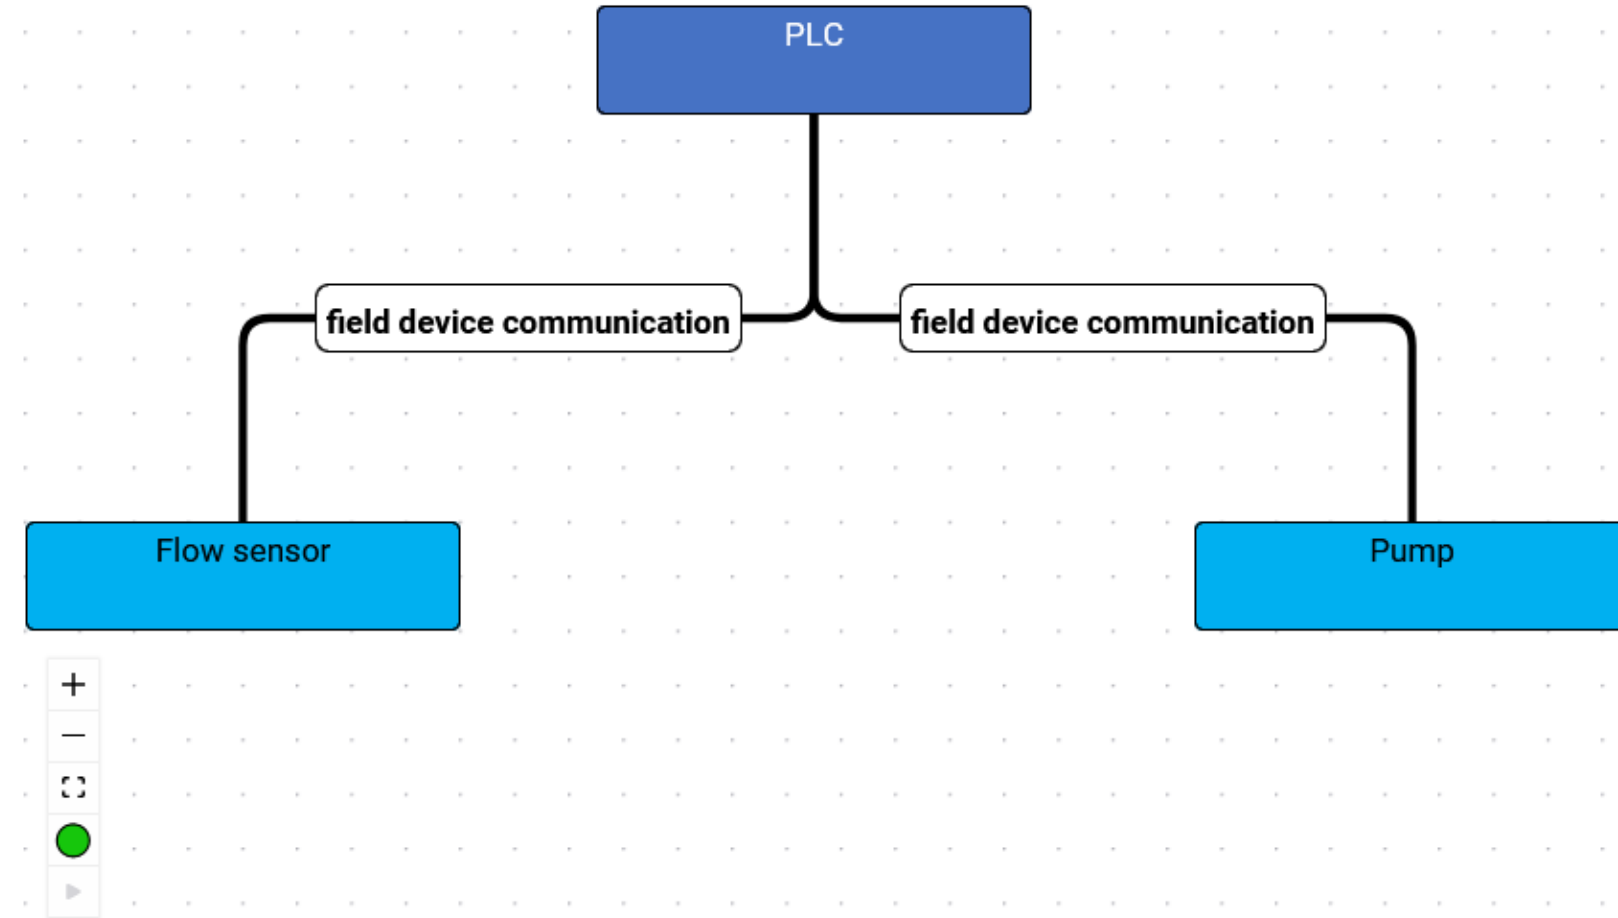 PLC
field device communication
field device communication
Flow sensor
Pump